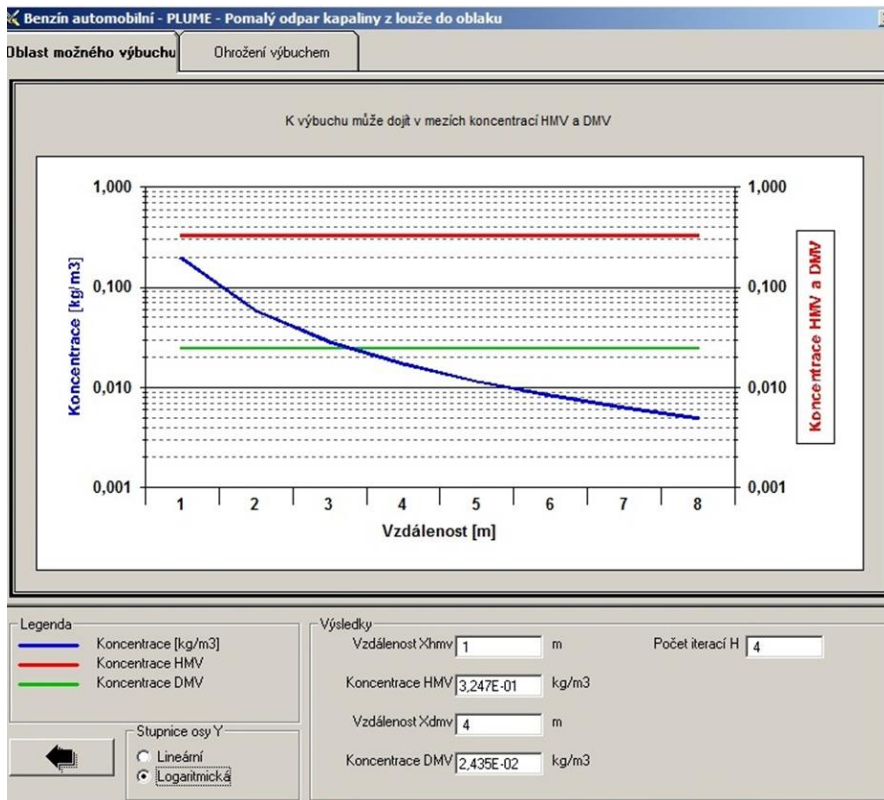 Benzín automobilní - PLUME - Pomalý odpar kapaliny z louže do oblaku
Oblast možného výbuchu
Ohrožení výbuchem
K výbuchu může dojít v mezích koncentrací HMV a DMV
Koncentrace [kg/m3]
1,000
0,100
0,010
0,001
1,000
0,100
0,010
0,001
Koncentrace HMV a DMV
1 2 3 4 5 6 7 8
Vzdálenost [m]
Legenda
Koncentrace [kg/m3]
Koncentrace HMV
Koncentrace DMV
Stupnice osy Y
Lineární
Logaritmická
Výsledky
Vzdálenost Xhmv 1 m
Počet iterací H 4
Koncentrace HMV 3,247E-01 kg/m3
Vzdálenost Xdmv 4 m
Koncentrace DMV 2,435E-02 kg/m3